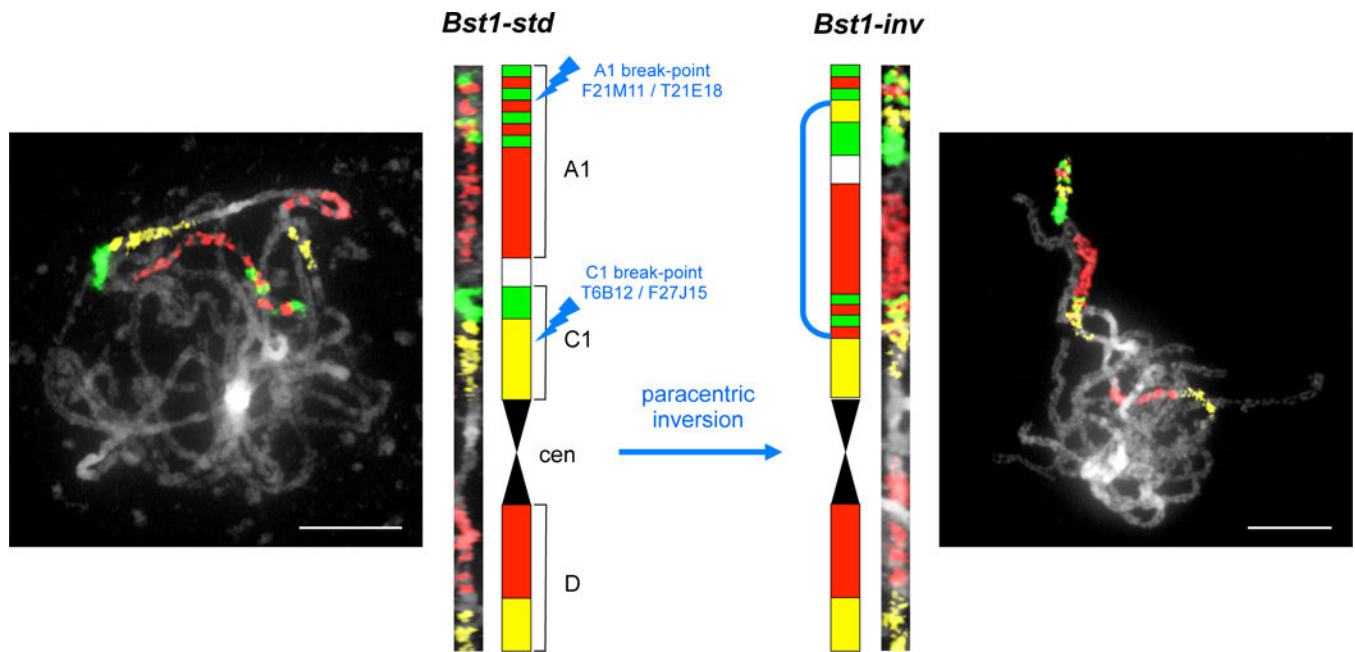 Bst1-std
Bst1-inv
A1 break-point
F21M11 / T21E18
A1
C1 break-point
T6B12 / F27J15
C1
paracentric
inversion
cen
D